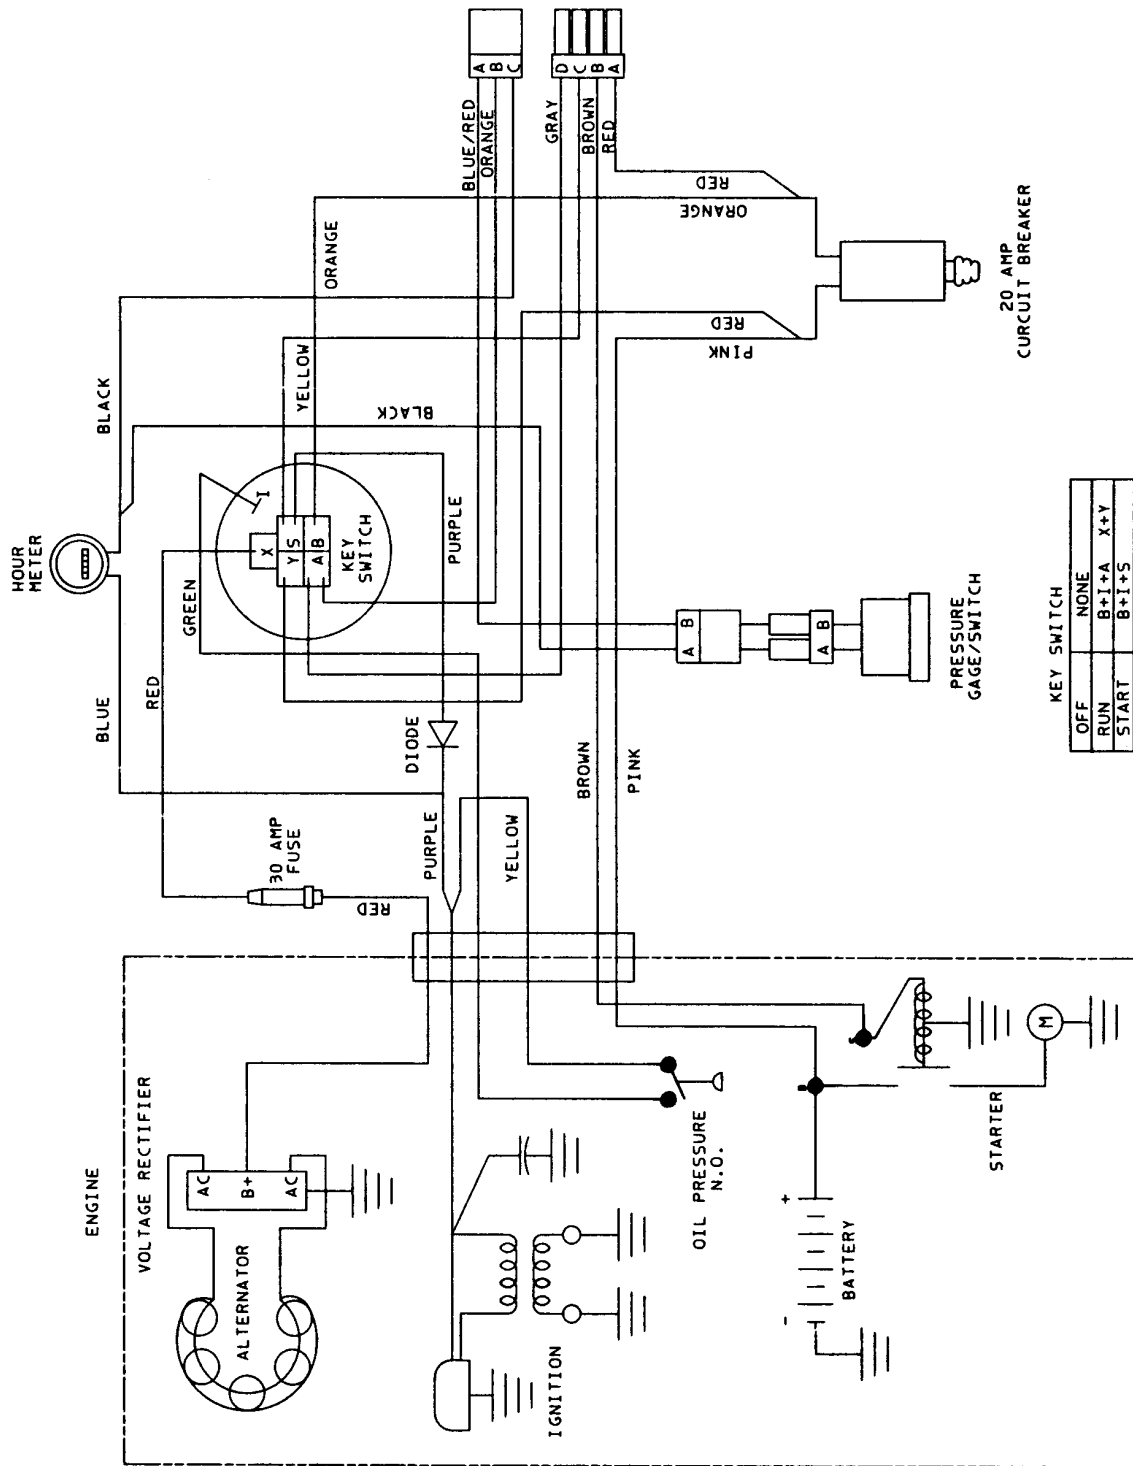 ENGINE
VOLTAGE RECTIFIER
AC
B+
AC
ALTERNATOR
IGNITION
OIL PRESSURE
N.O.
- +
BATTERY
STARTER
M
RED
30 AMP
FUSE
RED
PURPLE
YELLOW
BLUE
HOUR
METER
BLACK
GREEN
DIODE
PURPLE
X
Y S
A B
I
KEY
SWITCH
YELLOW
ORANGE
BLACK
BROWN
PINK
PRESSURE
GAGE/SWITCH
A B
A B
BLUE/RED
ORANGE
A
B
C
GRAY
BROWN
RED
D
C
B
A
RED
ORANGE
RED
PINK
20 AMP
CURCUIT BREAKER
KEY SWITCH
OFF NONE
RUN B+I+A X+Y
START B+I+S